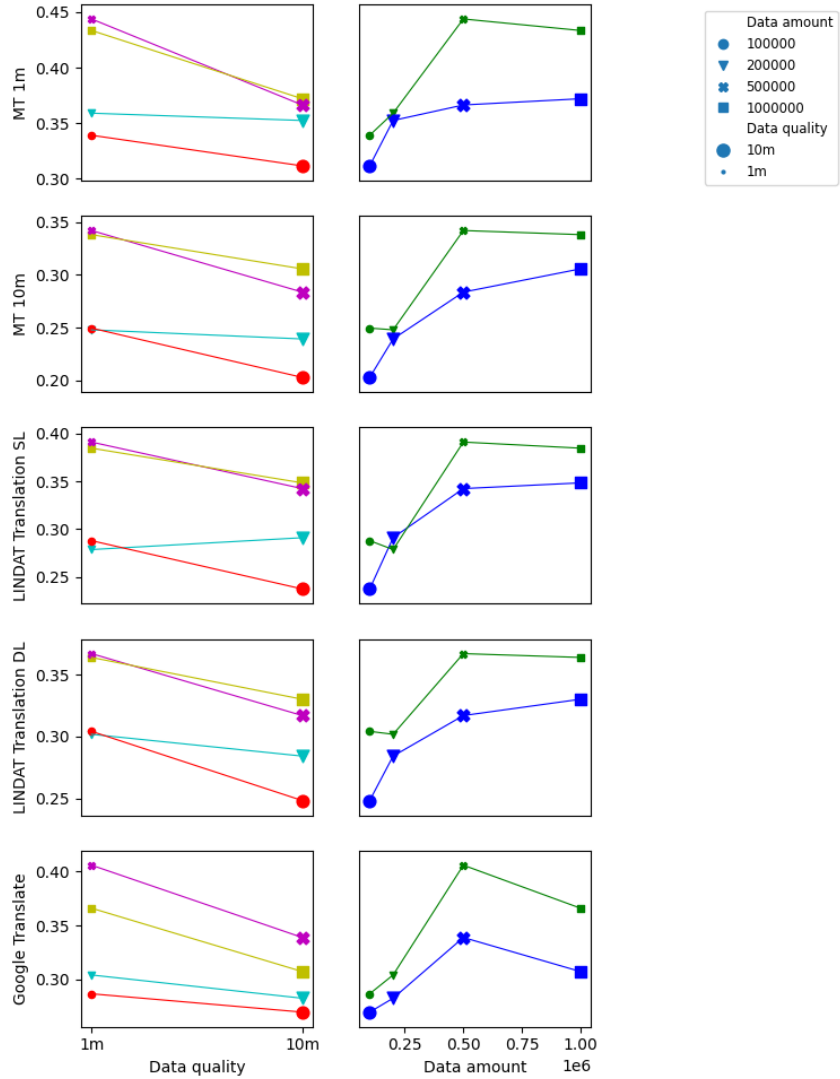 MT 1m
0.45
0.40
0.35
0.30
Data amount
100000
200000
500000
1000000
Data quality
10m
1m
MT 10m
0.35
0.30
0.25
0.20
LINDAT Translation SL
0.40
0.35
0.30
0.25
LINDAT Translation DL
0.35
0.30
0.25
Google Translate
0.40
0.35
0.30
1m 10m
Data quality
0.25 0.50 0.75 1.00
1e6
Data amount